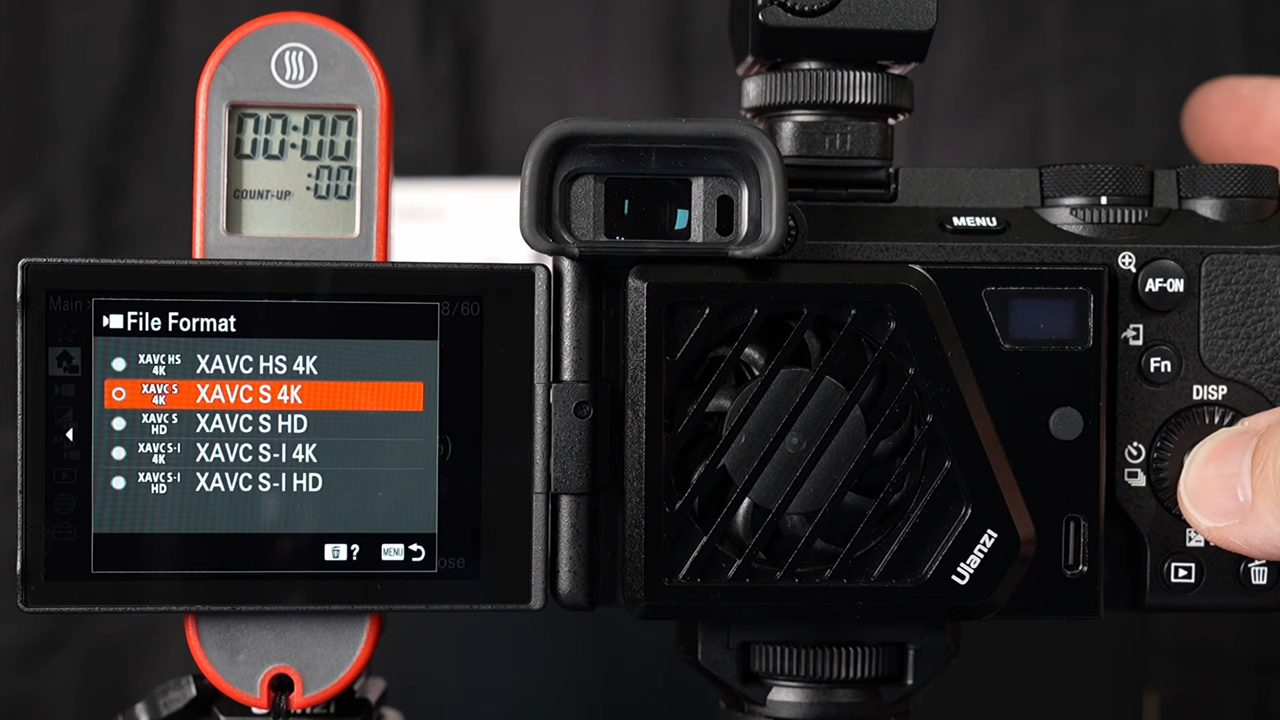 00:00
COUNT-UP :00
MENU
Main
8/60
File Format
XAVC HS 4K XAVC HS 4K
XAVC S 4K XAVC S 4K
XAVC S HD XAVC S HD
XAVC S-I 4K XAVC S-I 4K
XAVC S-I HD XAVC S-I HD
?
MENU
AF-ON
Fn
DISP
Ulanzi